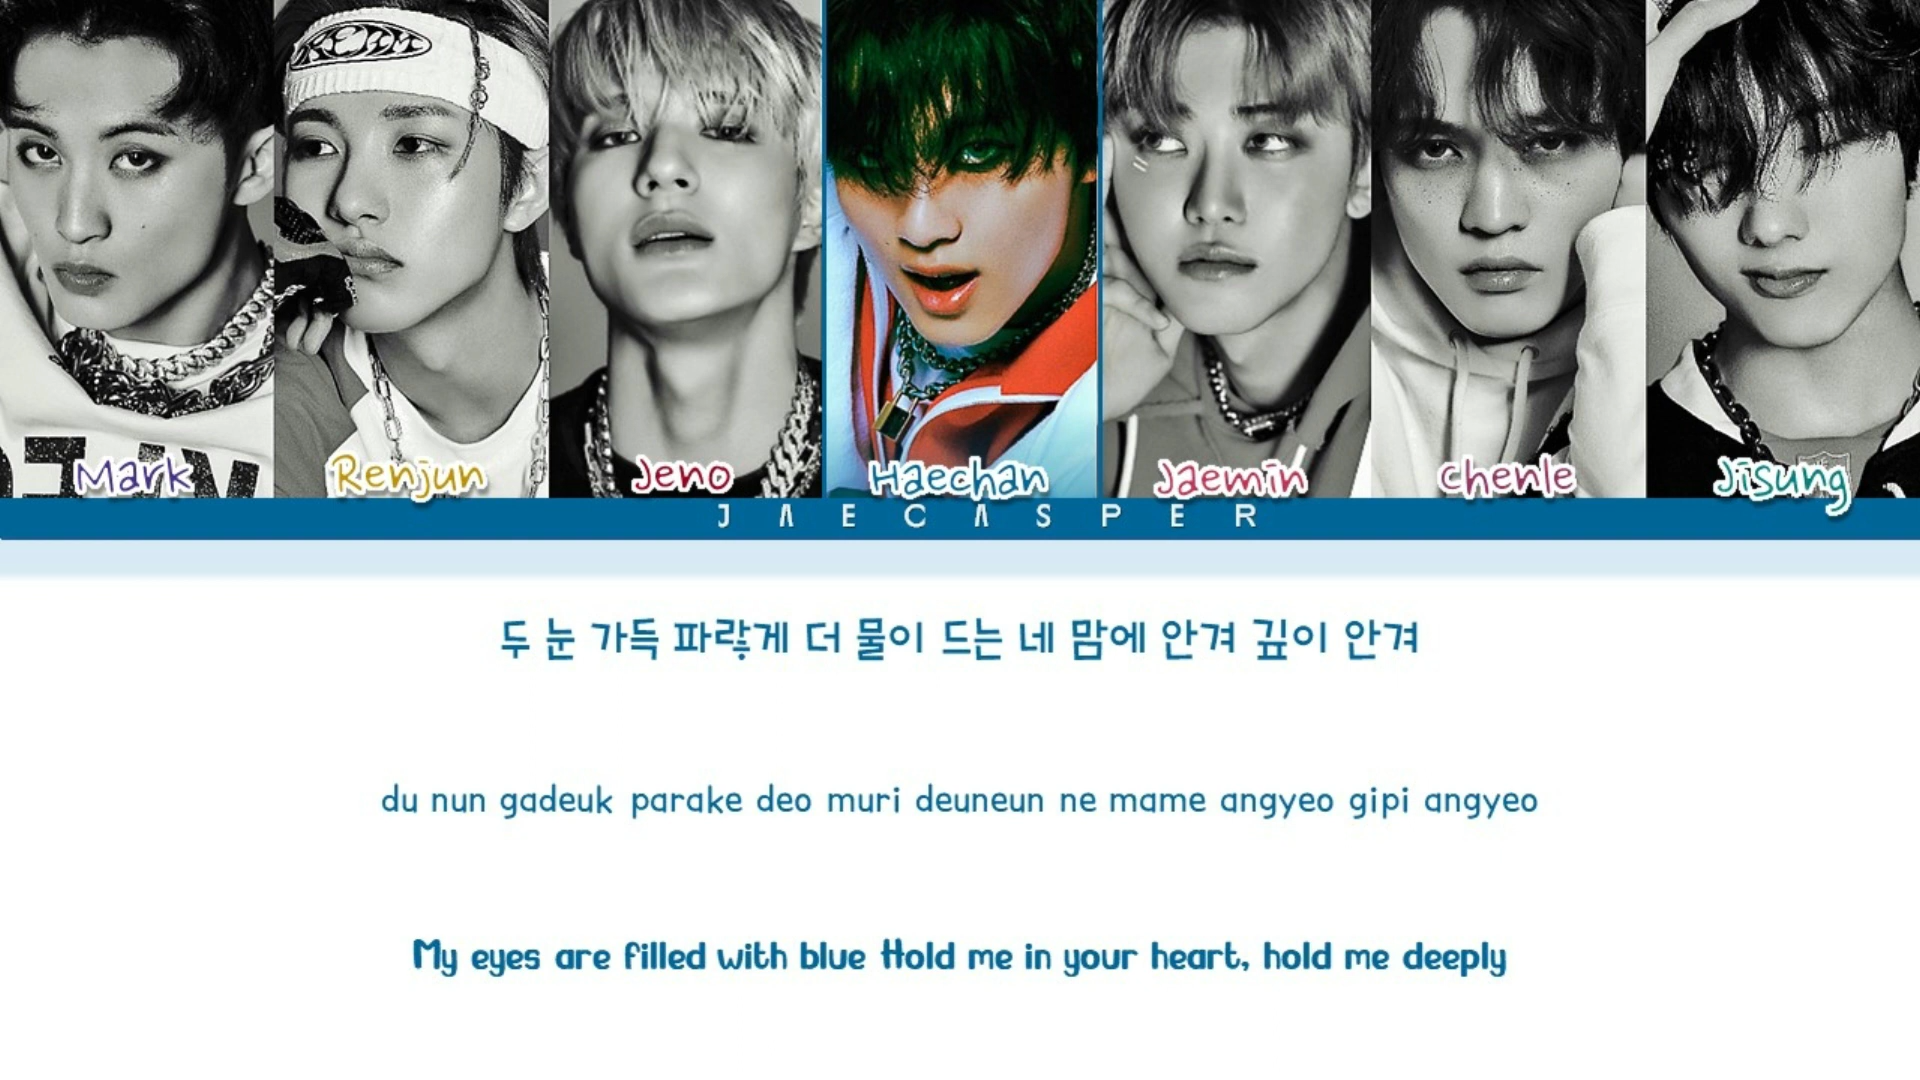 Mark Renjun Jeno Haechan Jaemin Chenle Jisung
JAECASPER
두 눈 가득 파랗게 더 물이 드는 네 맘에 안겨 깊이 안겨
du nun gadeuk parake deo muri deuneun ne mame angyeo gipi angyeo
My eyes are filled with blue Hold me in your heart, hold me deeply